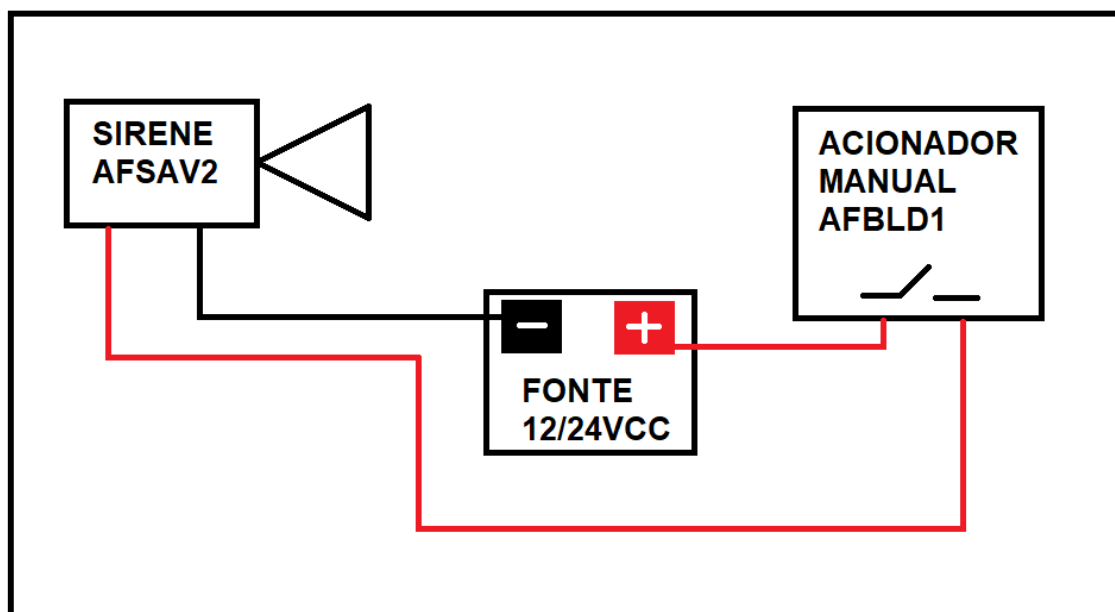 SIRENE
AFSAV2
ACIONADOR
MANUAL
AFBLD1
− +
FONTE
12/24VCC